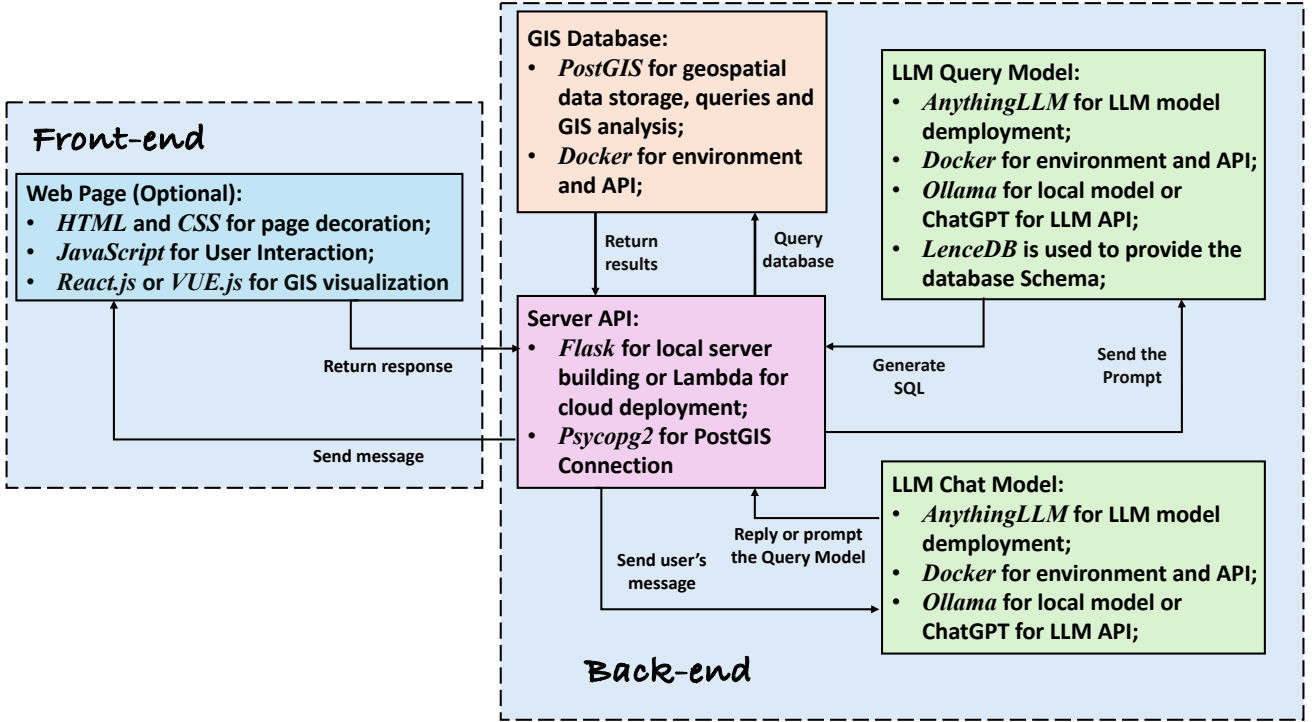 Front-end
Web Page (Optional):
• HTML and CSS for page decoration;
• JavaScript for User Interaction;
• React.js or VUE.js for GIS visualization
Return response
Send message
GIS Database:
• PostGIS for geospatial
data storage, queries and
GIS analysis;
• Docker for environment
and API;
Return
results
Query
database
Server API:
• Flask for local server
building or Lambda for
cloud deployment;
• Psycopg2 for PostGIS
Connection
LLM Query Model:
• AnythingLLM for LLM model
demployment;
• Docker for environment and API;
• Ollama for local model or
ChatGPT for LLM API;
• LenceDB is used to provide the
database Schema;
Generate
SQL
Send the
Prompt
LLM Chat Model:
• AnythingLLM for LLM model
demployment;
• Docker for environment and API;
• Ollama for local model or
ChatGPT for LLM API;
Reply or prompt
the Query Model
Send user's
message
Back-end